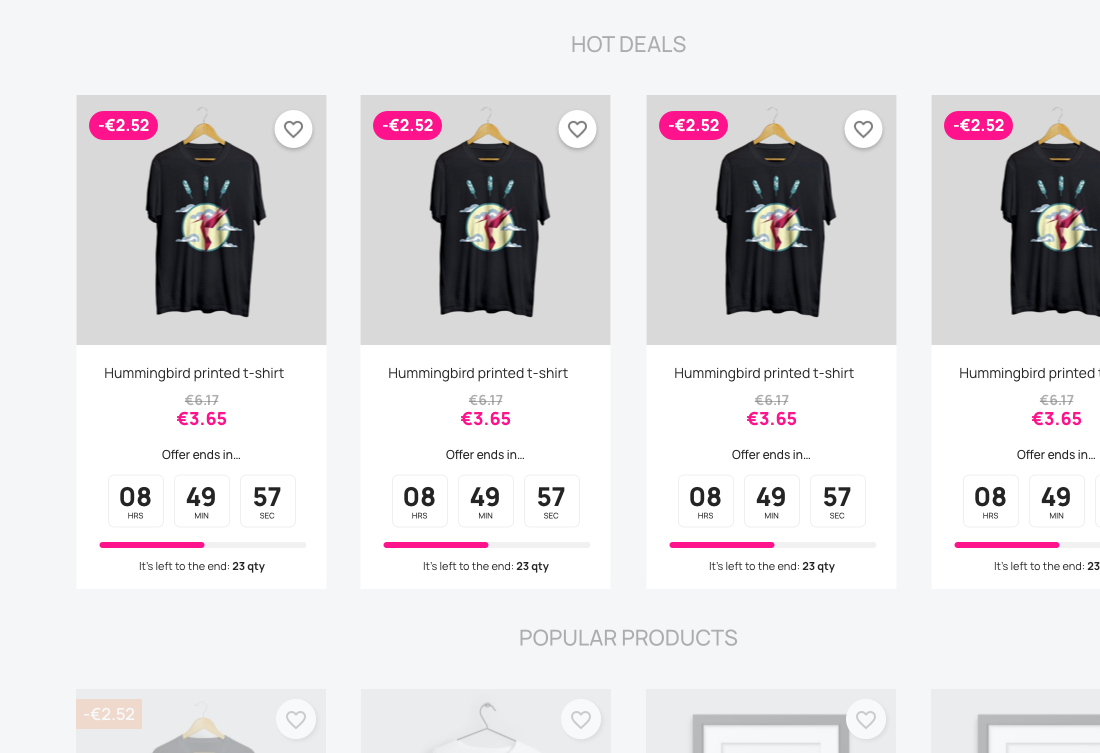 HOT DEALS
-€2.52 -€2.52 -€2.52 -€2.52
Hummingbird printed t-shirt Hummingbird printed t-shirt Hummingbird printed t-shirt Hummingbird printed
€6.17 €6.17 €6.17 €6.17
€3.65 €3.65 €3.65 €3.65
Offer ends in... Offer ends in... Offer ends in... Offer ends in...
08 49 57 08 49 57 08 49 57 08 49
HRS MIN SEC HRS MIN SEC HRS MIN SEC HRS MIN
It's left to the end: 23 qty It's left to the end: 23 qty It's left to the end: 23 qty It's left to the end: 23
POPULAR PRODUCTS
-€2.52